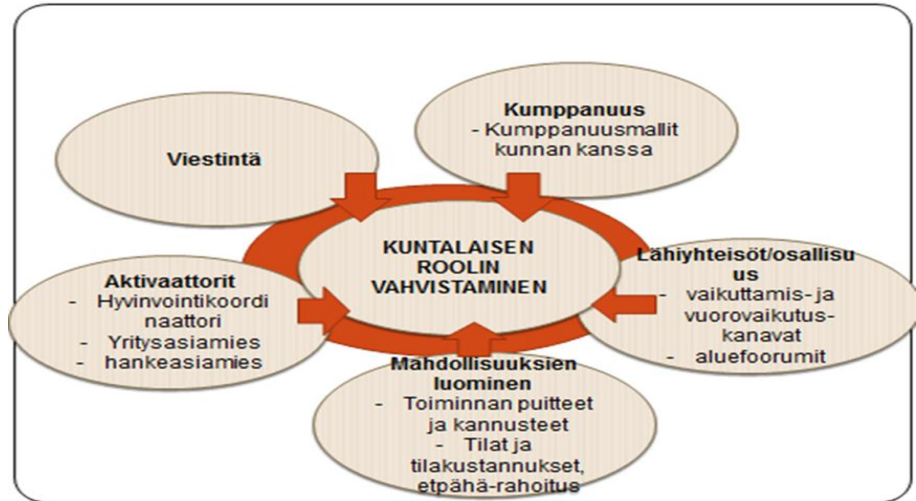 Kumppanuus
- Kumppanuusmallit
kunnan kanssa
Viestintä
KUNTALAISEN
ROOLIN
VAHVISTAMINEN
Lähiyhteisöt/osallisu
us
- vaikuttamis- ja
vuorovaikutus-
kanavat
- aluefoorumit
Aktivaattorit
- Hyvinvointikoordi
naattori
- Yritysasiamies
- hankeasiamies
Mahdollisuuksien
luominen
- Toiminnan puitteet
ja kannusteet
- Tilat ja
tilakustannukset,
etpähä-rahoitus